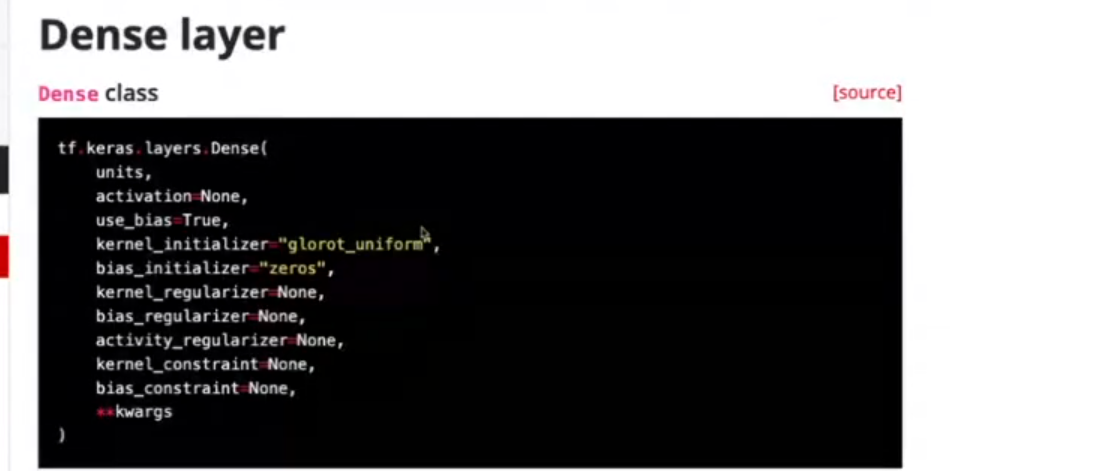 Dense layer
Dense class
[source]
tf.keras.layers.Dense(
    units,
    activation=None,
    use_bias=True,
    kernel_initializer="glorot_uniform",
    bias_initializer="zeros",
    kernel_regularizer=None,
    bias_regularizer=None,
    activity_regularizer=None,
    kernel_constraint=None,
    bias_constraint=None,
    **kwargs
)